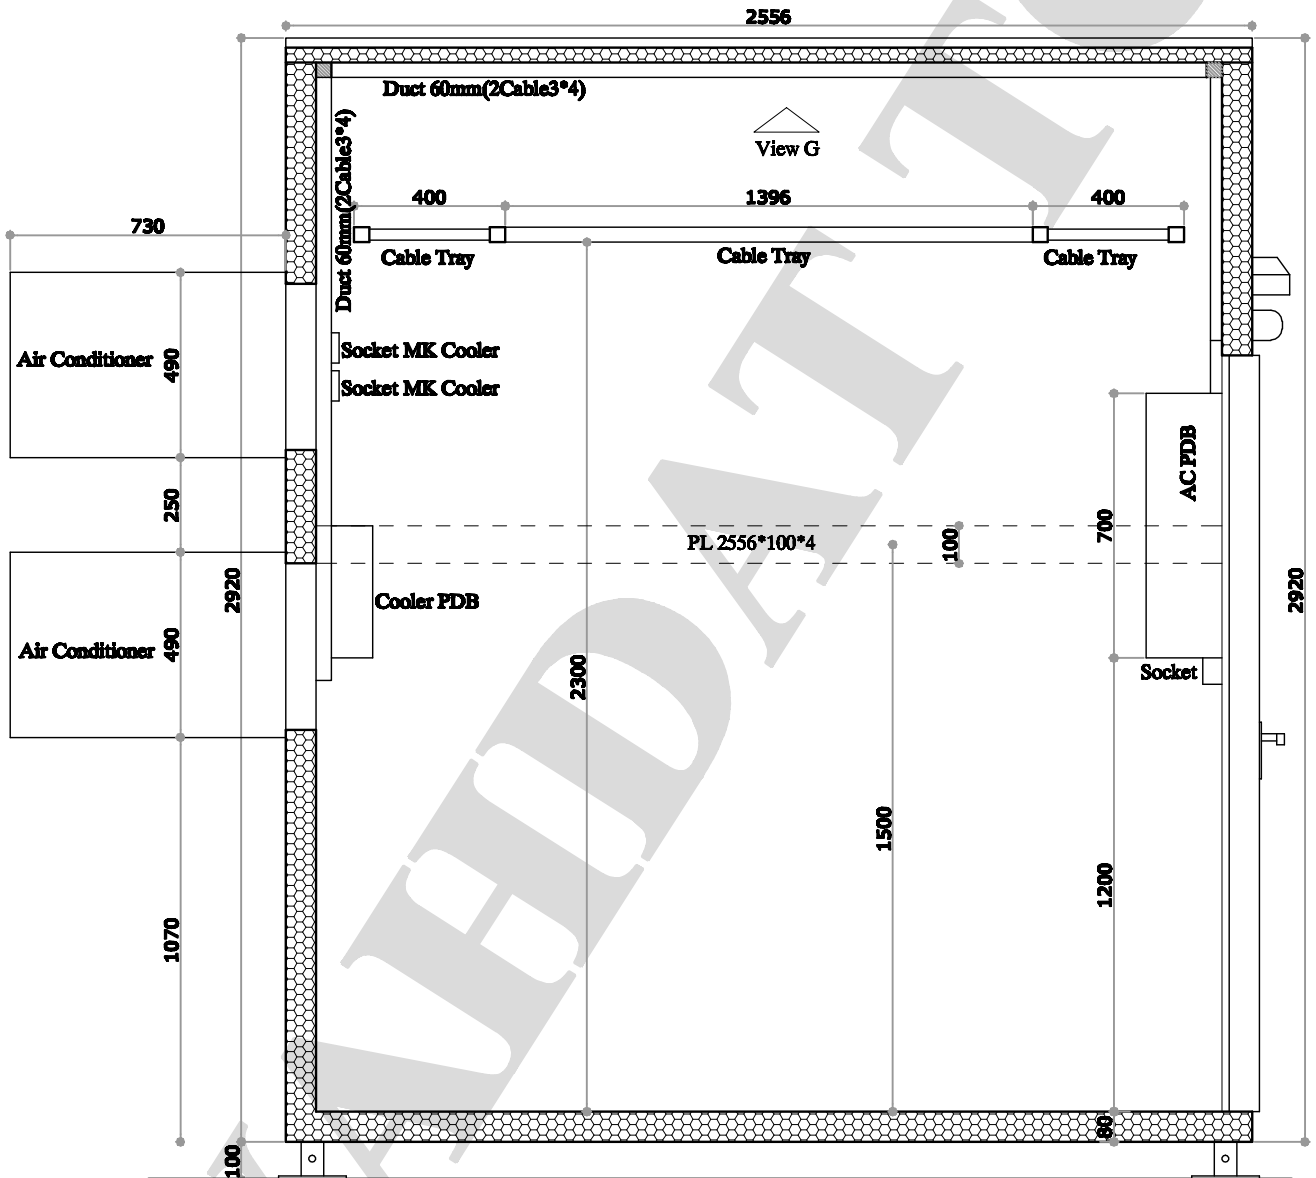 2556
Duct 60mm(2Cable3*4)
Duct 60mm(2Cable3*4)
View G
400
1396
400
730
Cable Tray
Cable Tray
Cable Tray
Air Conditioner
490
Socket MK Cooler
Socket MK Cooler
AC PDB
250
PL 2556*100*4
100
700
2920
2920
Cooler PDB
Air Conditioner
490
2300
Socket
1500
1200
1070
80
100
AHDAT TO